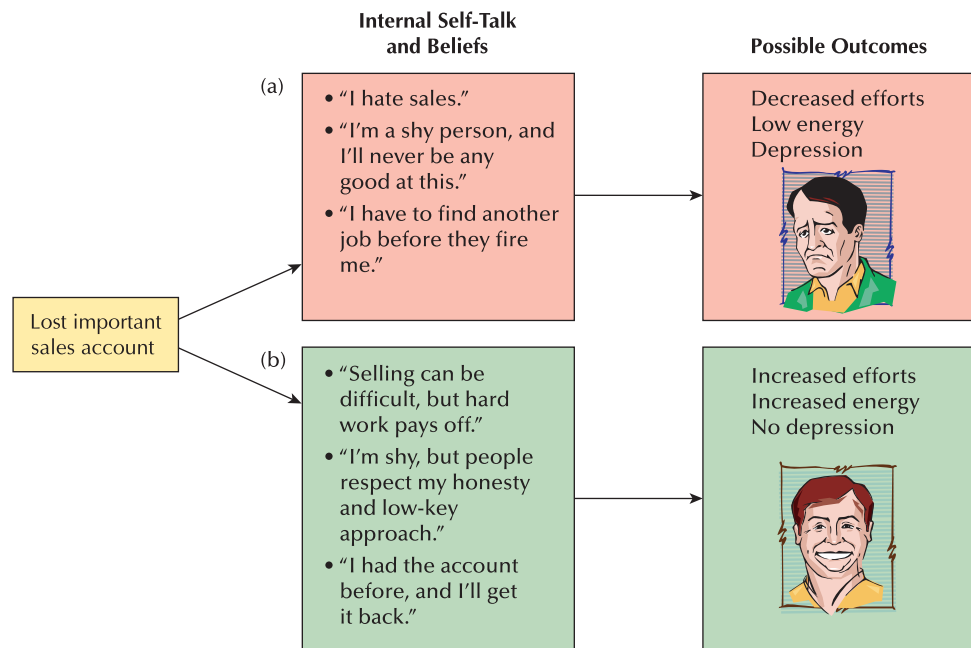 Internal Self-Talk
and Beliefs
Possible Outcomes
(a)
• “I hate sales.”
• “I’m a shy person, and
I’ll never be any
good at this.”
• “I have to find another
job before they fire
me.”
Decreased efforts
Low energy
Depression
Lost important
sales account
(b)
• “Selling can be
difficult, but hard
work pays off.”
• “I’m shy, but people
respect my honesty
and low-key
approach.”
• “I had the account
before, and I’ll get
it back.”
Increased efforts
Increased energy
No depression